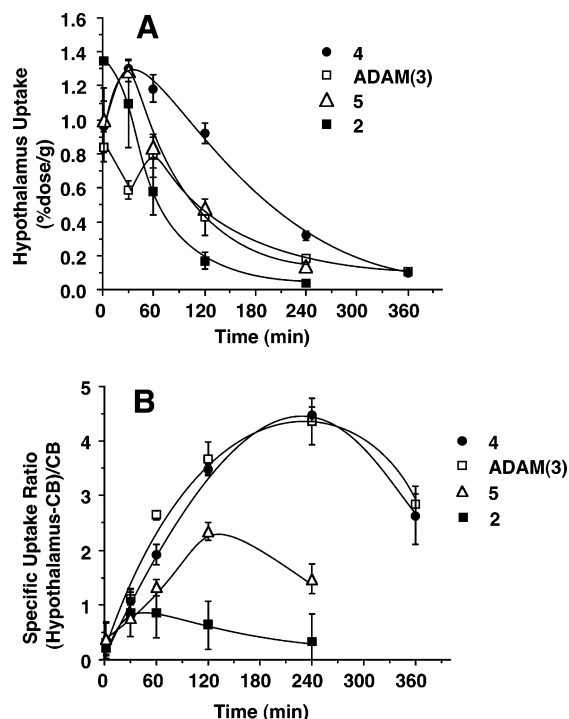 A
1.6
1.4
1.2
1.0
0.8
0.6
0.4
0.2
0.0
Hypothalamus Uptake
(%dose/g)
4
ADAM(3)
5
2
0 60 120 180 240 300 360
Time (min)
B
5
4
3
2
1
0
Specific Uptake Ratio
(Hypothalamus-CB)/CB
4
ADAM(3)
5
2
0 60 120 180 240 300 360
Time (min)